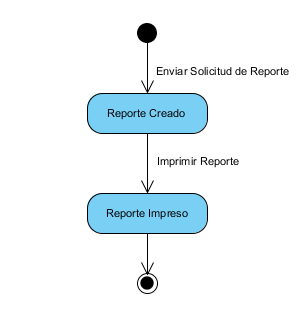 Enviar Solicitud de Reporte
Reporte Creado
Imprimir Reporte
Reporte Impreso